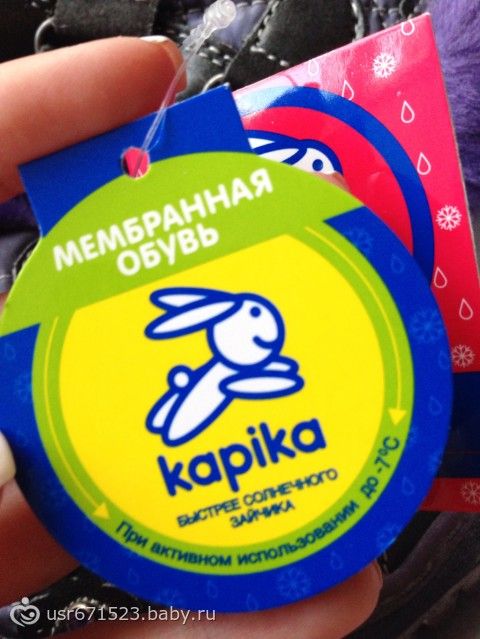 МЕМБРАННАЯ
ОБУВЬ
kapika
БЫСТРЕЕ СОЛНЕЧНОГО
ЗАЙЧИКА
При активном использовании до -7°C
usr671523.baby.ru